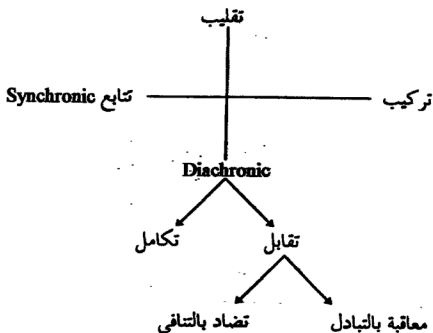 تقليب
تركيب
تتابع Synchronic
Diachronic
تقابل
تكامل
معاقبة بالتبادل
تضاد بالتنافي